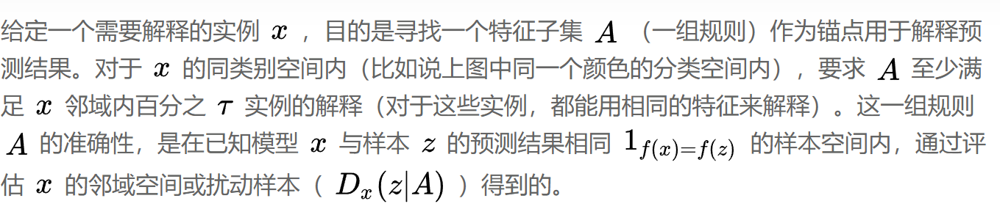 给定一个需要解释的实例 x ，目的是寻找一个特征子集 A （一组规则）作为锚点用于解释预
测结果。对于 x 的同类别空间内（比如说上图中同一个颜色的分类空间内），要求 A 至少满
足 x 邻域内百分之 τ 实例的解释（对于这些实例，都能用相同的特征来解释）。这一组规则
A 的准确性，是在已知模型 x 与样本 z 的预测结果相同 1_{f(x)=f(z)} 的样本空间内，通过评
估 x 的邻域空间或扰动样本（ D_x(z|A) ）得到的。